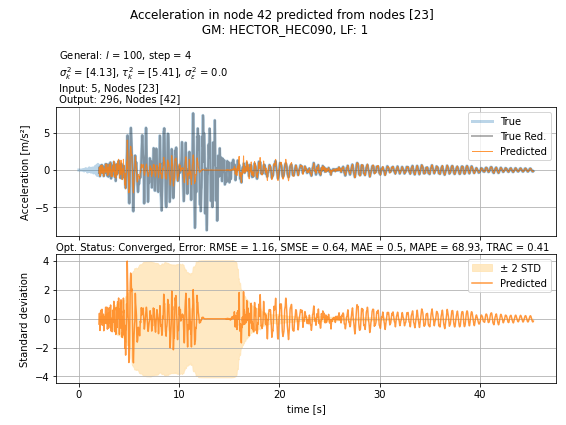 Acceleration in node 42 predicted from nodes [23]
GM: HECTOR_HEC090, LF: 1
General: l = 100, step = 4
σ²ₖ = [4.13], τ²ₖ = [5.41], σ²ε = 0.0
Input: 5, Nodes [23]
Output: 296, Nodes [42]
Acceleration [m/s²]
5
0
−5
True
True Red.
Predicted
Opt. Status: Converged, Error: RMSE = 1.16, SMSE = 0.64, MAE = 0.5, MAPE = 68.93, TRAC = 0.41
Standard deviation
4
2
0
−2
−4
± 2 STD
Predicted
0 10 20 30 40
time [s]